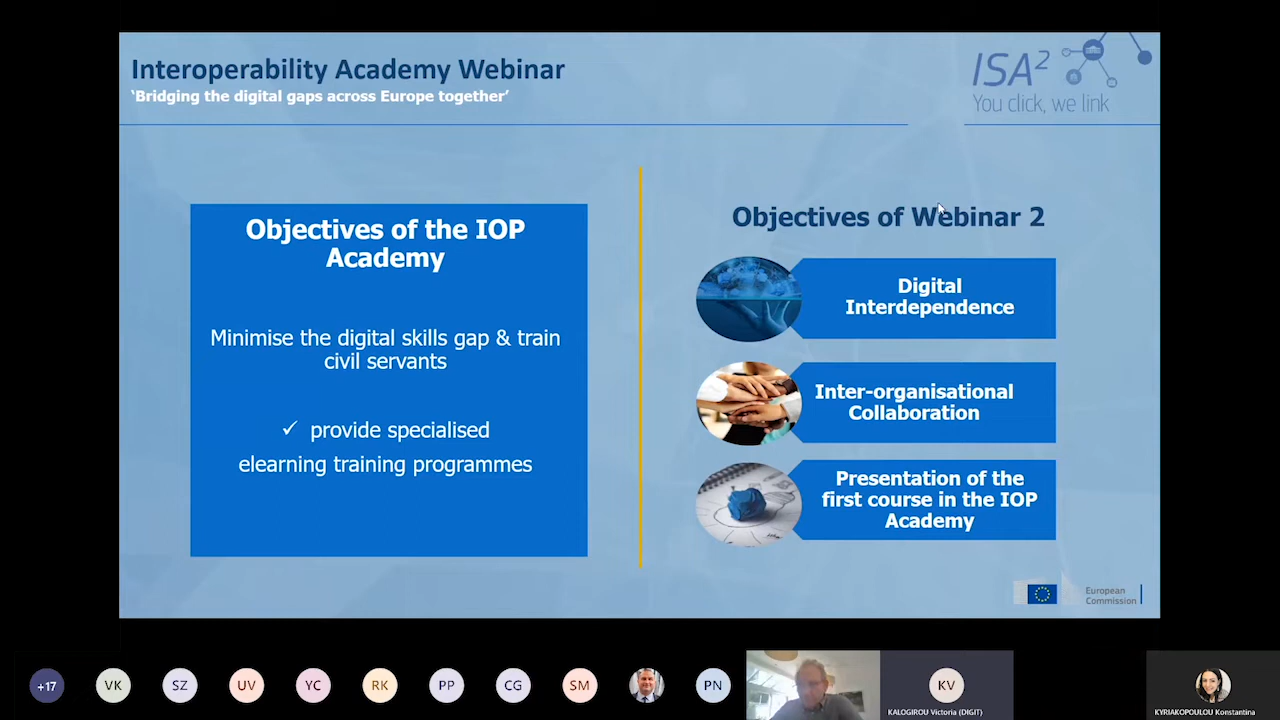 Interoperability Academy Webinar
‘Bridging the digital gaps across Europe together’
ISA²
You click, we link
Objectives of the IOP
Academy
Minimise the digital skills gap & train
civil servants
✓ provide specialised
elearning training programmes
Objectives of Webinar 2
Digital
Interdependence
Inter-organisational
Collaboration
Presentation of the
first course in the IOP
Academy
European
Commission
+17
VK
SZ
UV
YC
RK
PP
CG
SM
PN
KV
KALOGIROU Victoria (DIGIT)
KYRIAKOPOULOU Konstantina